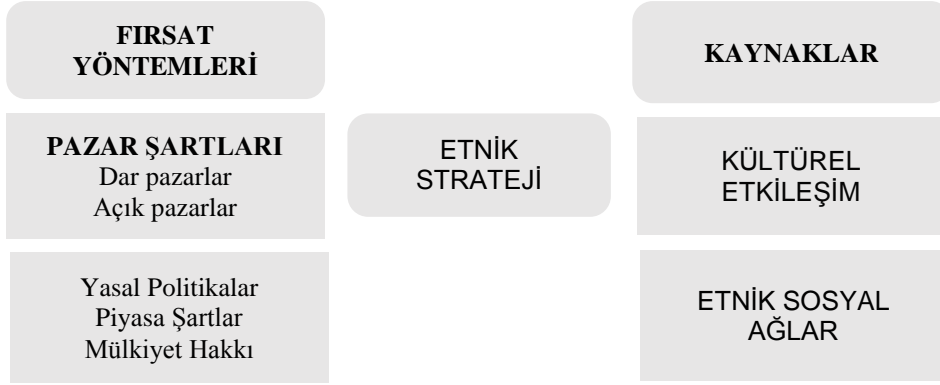 FIRSAT
YÖNTEMLERİ
PAZAR ŞARTLARI
Dar pazarlar
Açık pazarlar
Yasal Politikalar
Piyasa Şartlar
Mülkiyet Hakkı
ETNİK
STRATEJİ
KAYNAKLAR
KÜLTÜREL
ETKİLEŞİM
ETNİK SOSYAL
AĞLAR